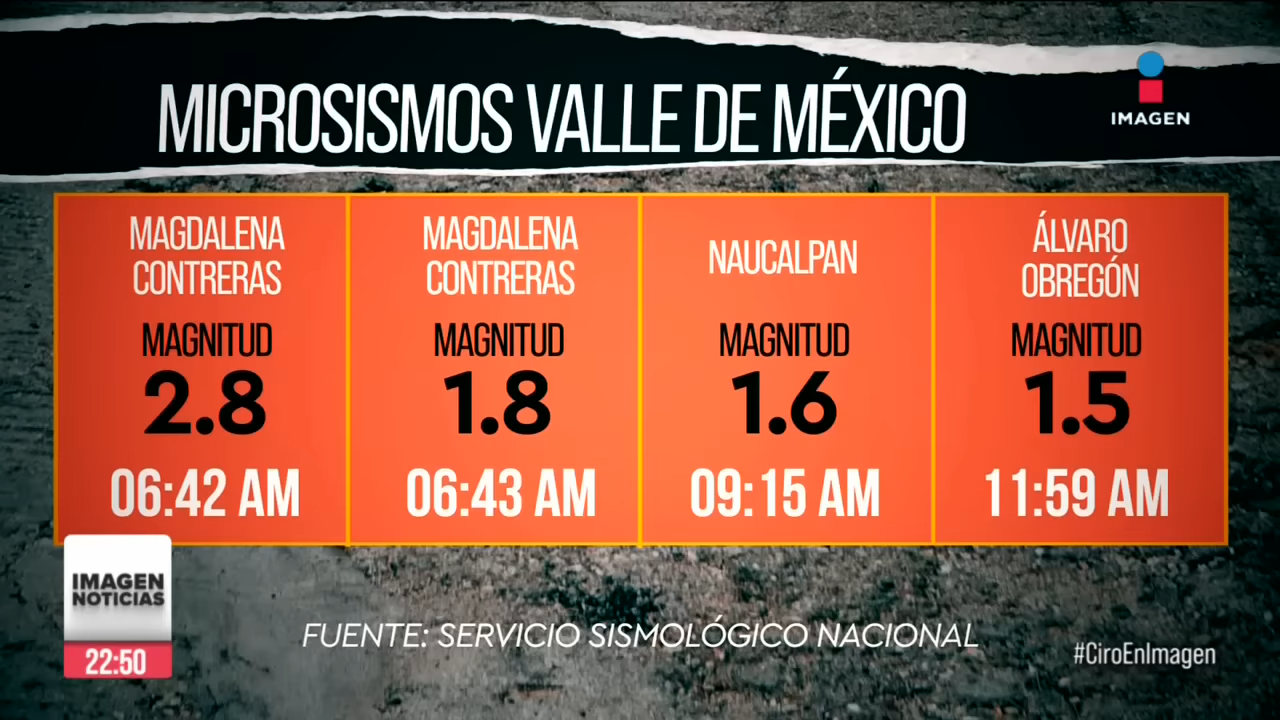 MICROSISMOS VALLE DE MÉXICO
IMAGEN
MAGDALENA
CONTRERAS
MAGNITUD
2.8
06:42 AM
MAGDALENA
CONTRERAS
MAGNITUD
1.8
06:43 AM
NAUCALPAN
MAGNITUD
1.6
09:15 AM
ÁLVARO
OBREGÓN
MAGNITUD
1.5
11:59 AM
IMAGEN
NOTICIAS
22:50
FUENTE: SERVICIO SISMOLÓGICO NACIONAL
#CiroEnImagen